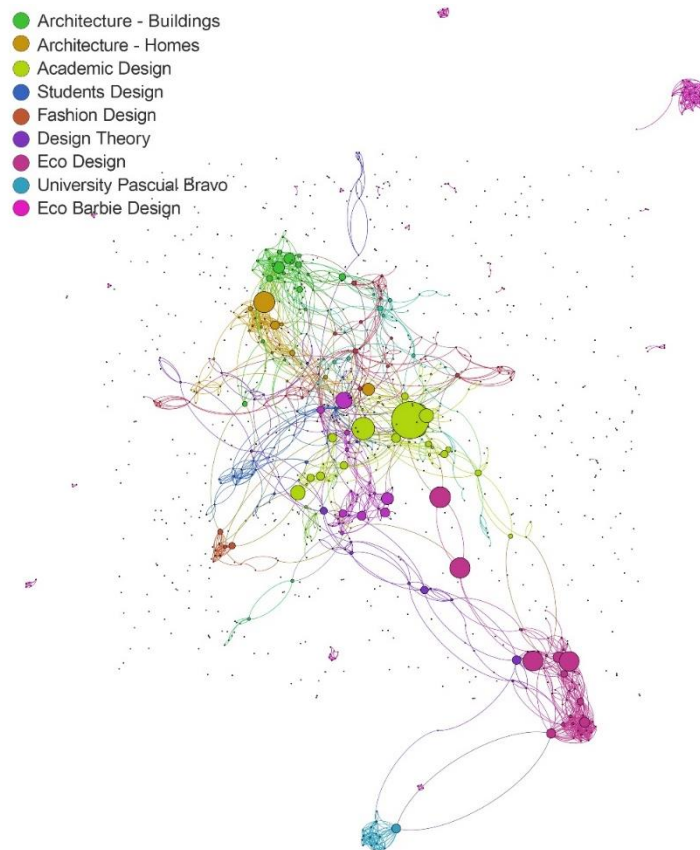 Architecture - Buildings
Architecture - Homes
Academic Design
Students Design
Fashion Design
Design Theory
Eco Design
University Pascual Bravo
Eco Barbie Design